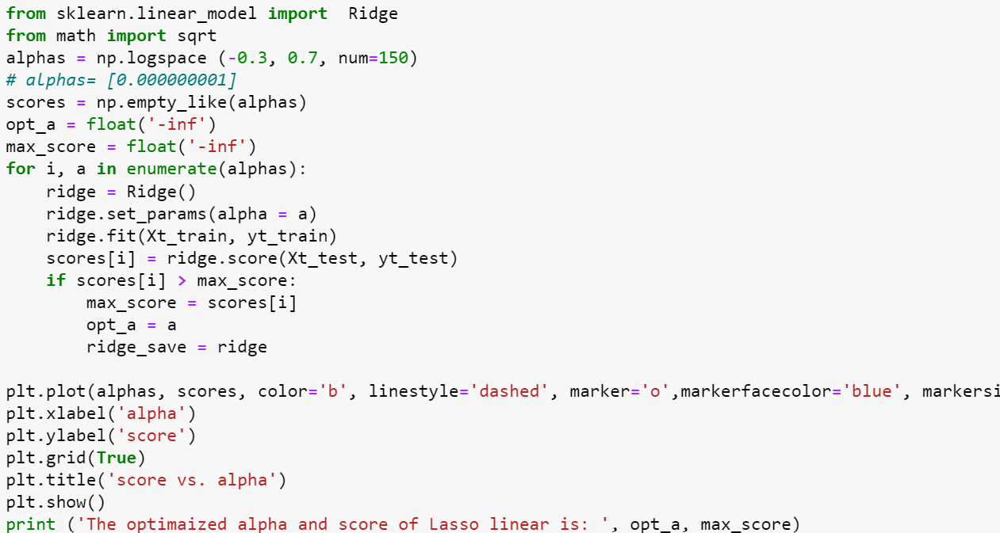 from sklearn.linear_model import  Ridge
from math import sqrt
alphas = np.logspace (-0.3, 0.7, num=150)
# alphas= [0.000000001]
scores = np.empty_like(alphas)
opt_a = float('-inf')
max_score = float('-inf')
for i, a in enumerate(alphas):
    ridge = Ridge()
    ridge.set_params(alpha = a)
    ridge.fit(Xt_train, yt_train)
    scores[i] = ridge.score(Xt_test, yt_test)
    if scores[i] > max_score:
        max_score = scores[i]
        opt_a = a
        ridge_save = ridge
plt.plot(alphas, scores, color='b', linestyle='dashed', marker='o',markerfacecolor='blue', markersi
plt.xlabel('alpha')
plt.ylabel('score')
plt.grid(True)
plt.title('score vs. alpha')
plt.show()
print ('The optimaized alpha and score of Lasso linear is: ', opt_a, max_score)